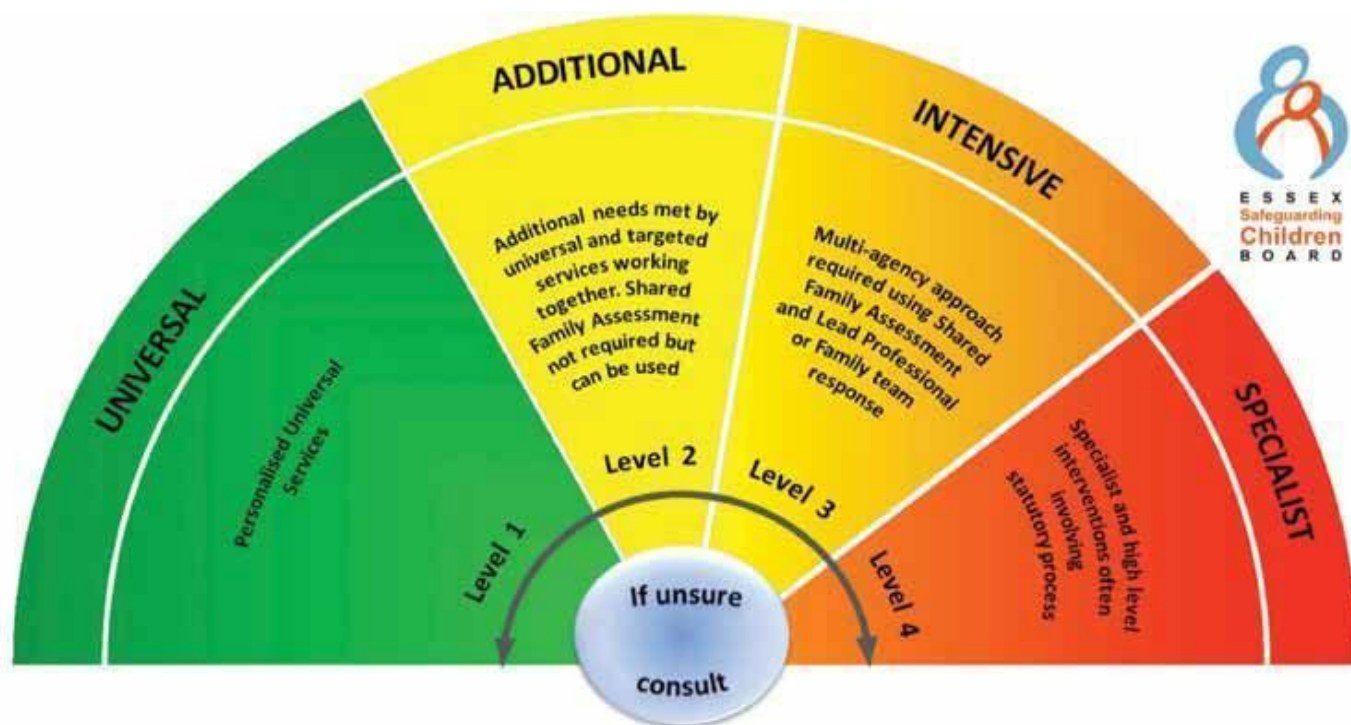 UNIVERSAL
Personalised Universal
Services
Level 1
ADDITIONAL
Additional needs met by
universal and targeted
services working
together. Shared
Family Assessment
not required but
can be used
Level 2
INTENSIVE
Multi-agency approach
required using Shared
Family Assessment
and Lead Professional
or Family team
response
Level 3
SPECIALIST
Specialist and high level
interventions often
involving
statutory process
Level 4
If unsure
consult
ESSEX
Safeguarding
Children
BOARD